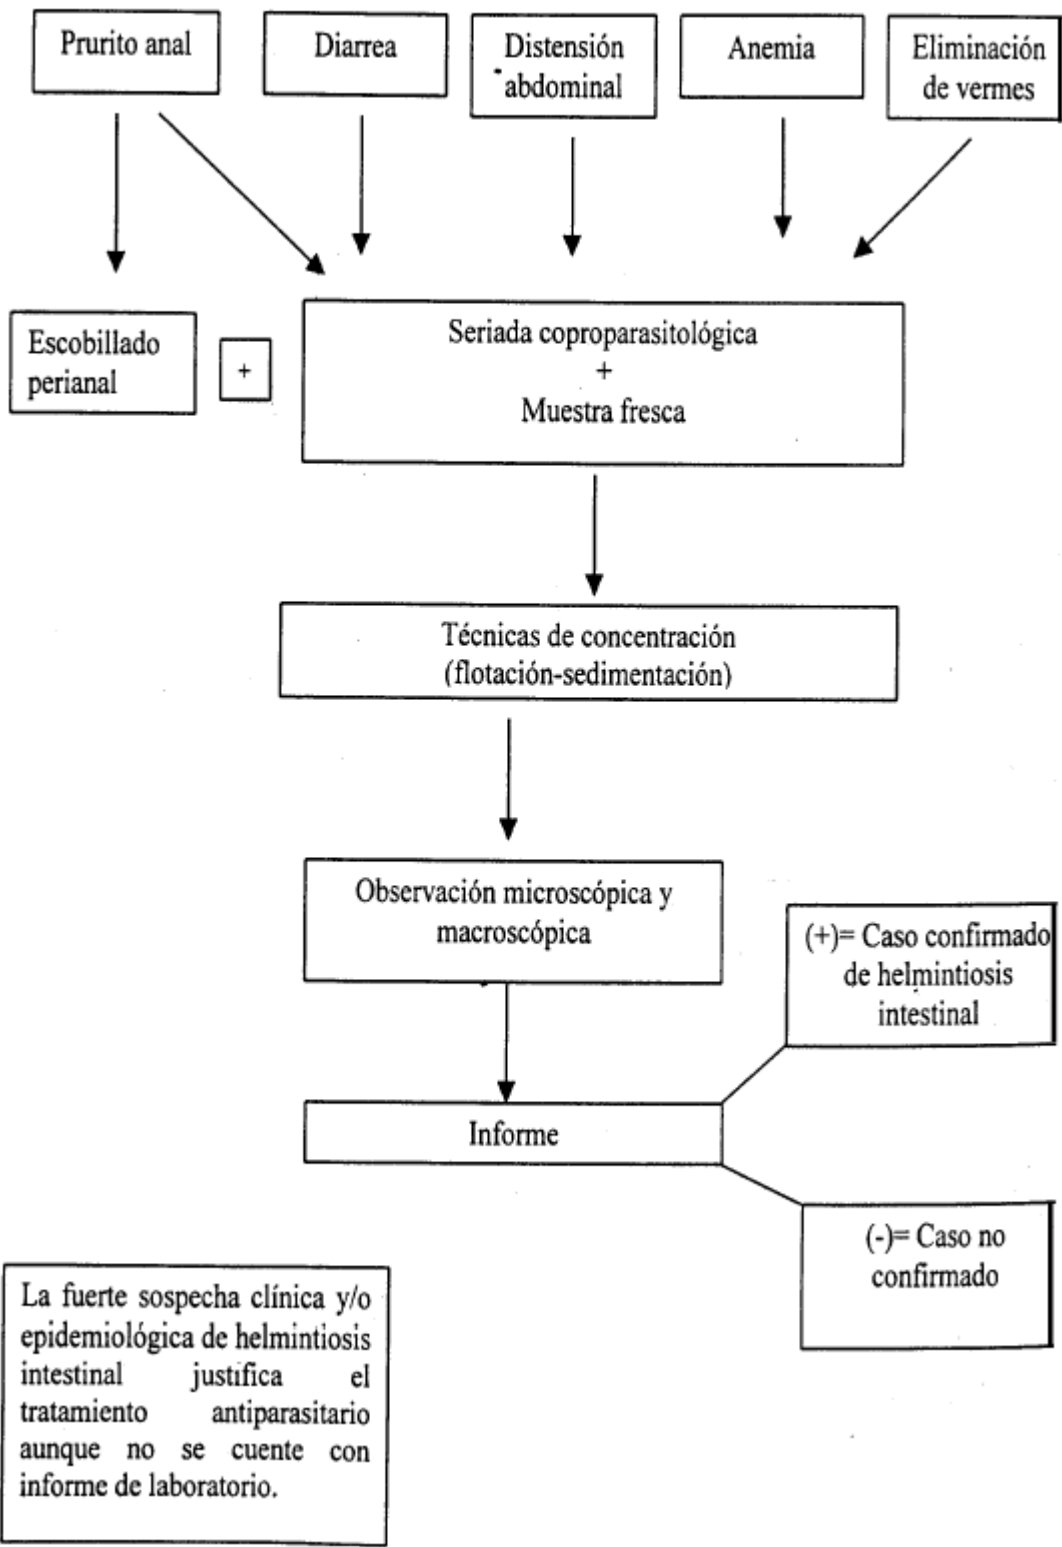 Prurito anal
Diarrea
Distensión
abdominal
Anemia
Eliminación
de vermes
Escobillado
perianal
+
Seriada coproparasitológica
+
Muestra fresca
Técnicas de concentración
(flotación-sedimentación)
Observación microscópica y
macroscópica
(+)= Caso confirmado
de helmintiosis
intestinal
Informe
(-)= Caso no
confirmado
La fuerte sospecha clínica y/o
epidemiológica de helmintiosis
intestinal justifica el
tratamiento antiparasitario
aunque no se cuente con
informe de laboratorio.